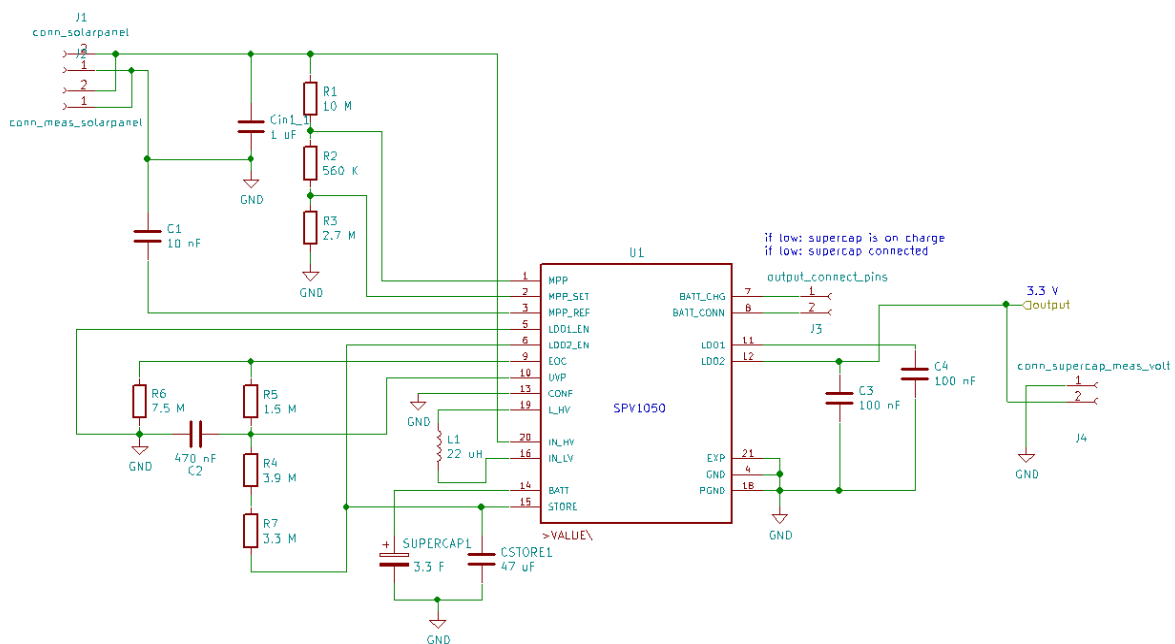 J1
conn_solarpanel
J2
2
1
2
1
conn_meas_solarpanel
Cin1_1
1 uF
GND
R1
10 M
R2
560 K
R3
2.7 M
GND
C1
10 nF
U1
if low: supercap is on charge
if low: supercap connected
output_connect_pins
1
2
J3
3.3 V
output
conn_supercap_meas_volt
1
2
J4
GND
1 MPP
2 MPP_SET
3 MPP_REF
5 LDO1_EN
6 LDO2_EN
9 EOC
10 UVP
13 CONF
19 L_HV
20 IN_HV
16 IN_LV
14 BATT
15 STORE
BATT_CHG 7
BATT_CONN 8
LDO1 11
LDO2 12
EXP 21
GND 4
PGND 18
SPV1050
>VALUE\
C4
100 nF
C3
100 nF
GND
R6
7.5 M
R5
1.5 M
GND
470 nF
C2
R4
3.9 M
R7
3.3 M
GND
L1
22 uH
+
SUPERCAP1
3.3 F
CSTORE1
47 uF
GND